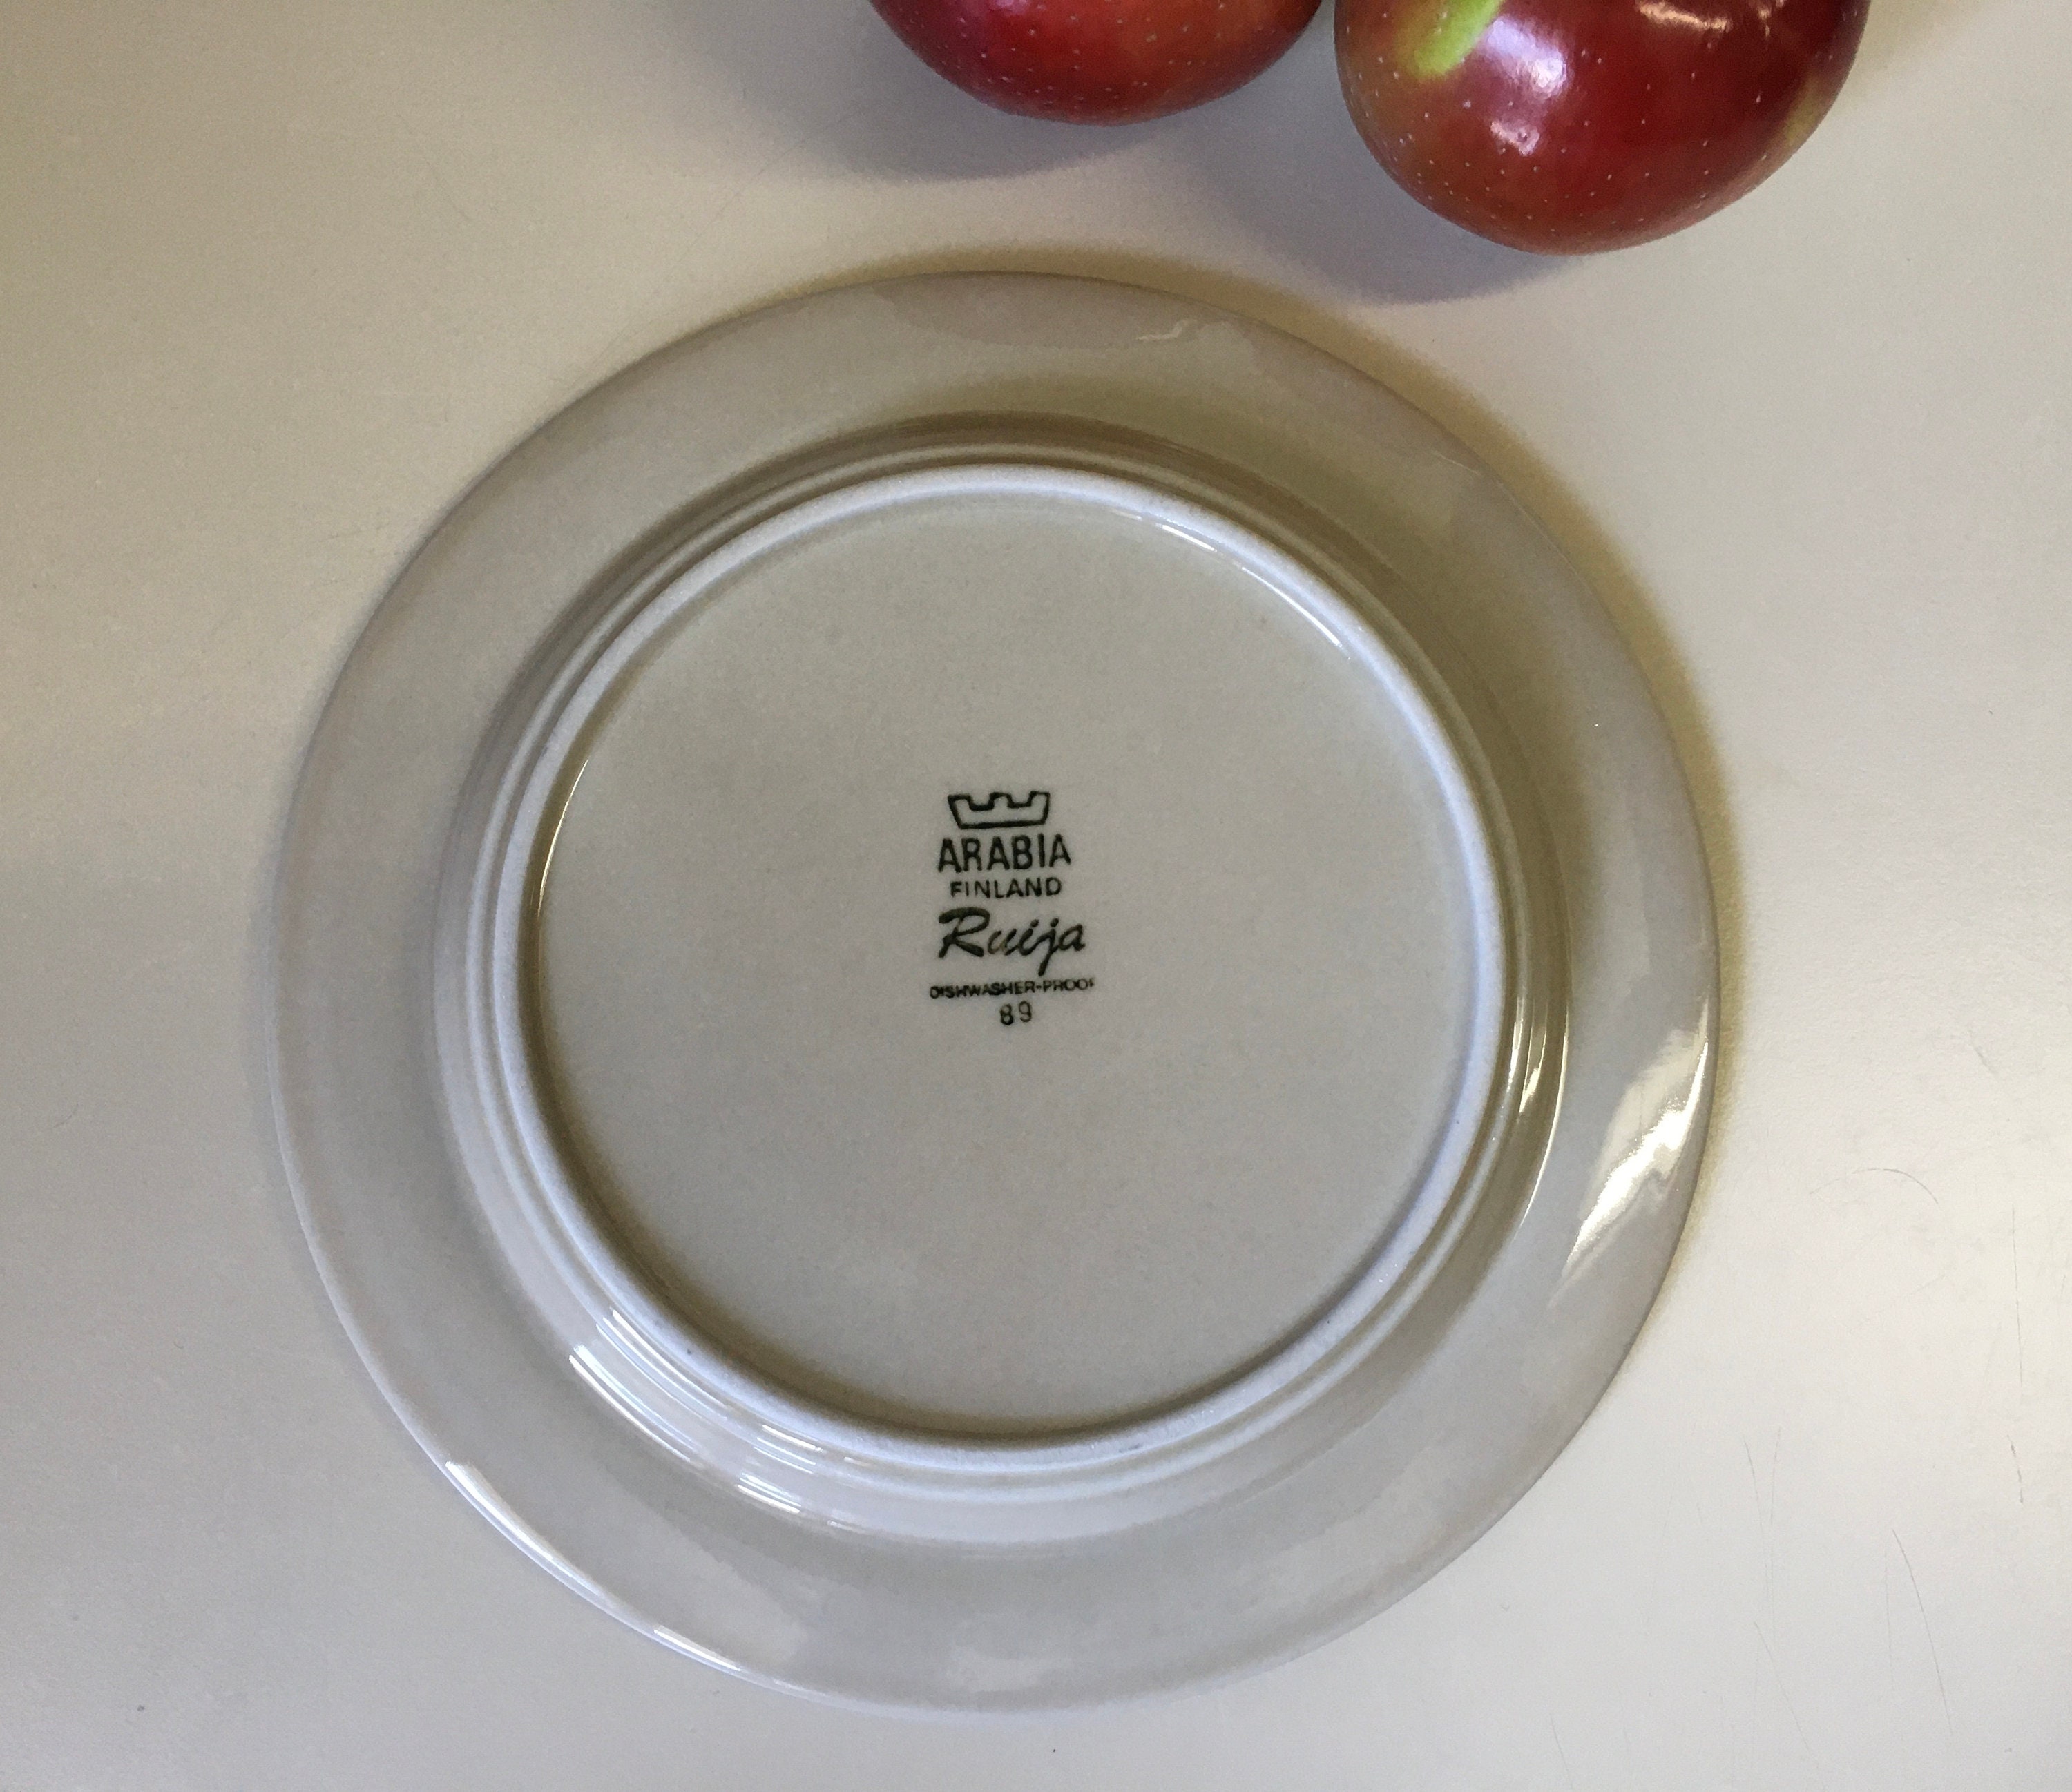 ARABIA
FINLAND
Ruija
DISHWASHER-PROOF
89